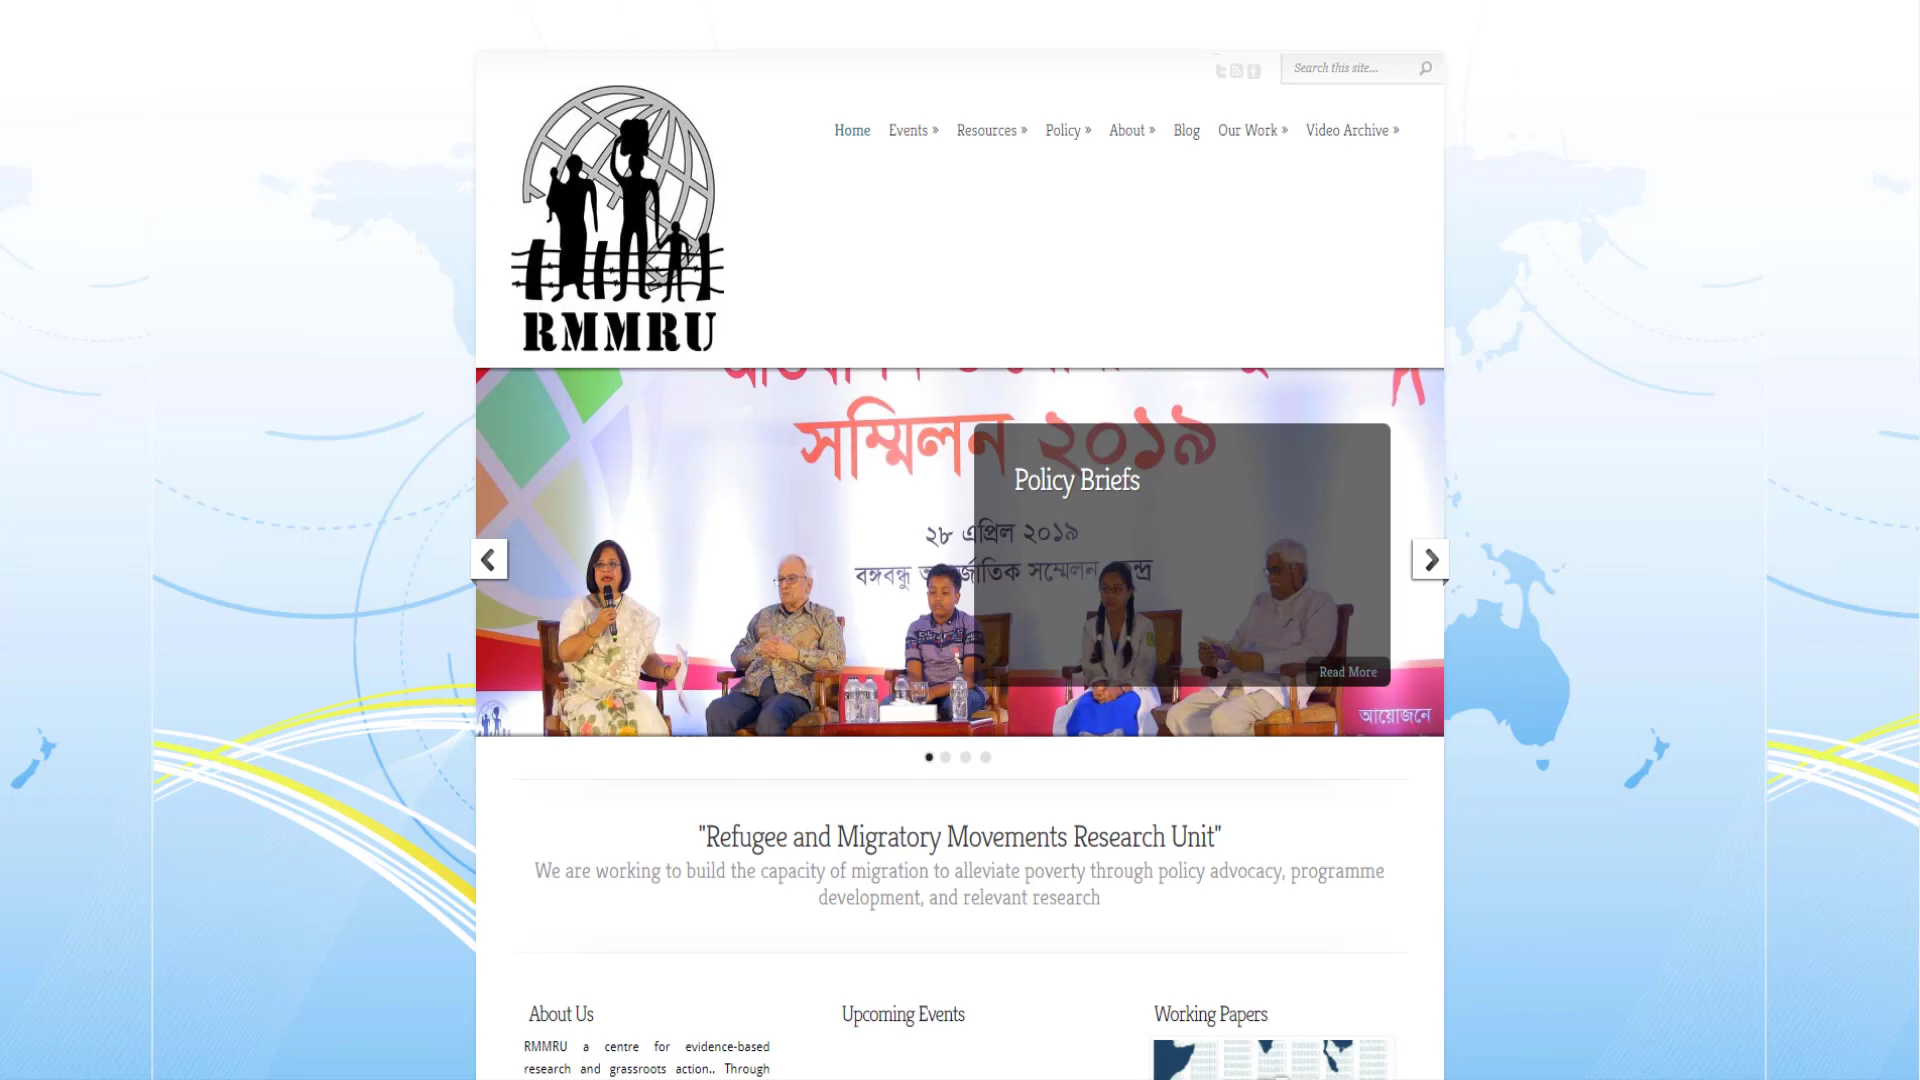 Search this site...
Home Events » Resources » Policy » About » Blog Our Work » Video Archive »
RMMRU
সম্মিলন ২০১৯
Policy Briefs
২৮ এপ্রিল ২০১৯
বঙ্গবন্ধু আন্তর্জাতিক সম্মেলন কেন্দ্র
Read More
আয়োজনে
"Refugee and Migratory Movements Research Unit"
We are working to build the capacity of migration to alleviate poverty through policy advocacy, programme
development, and relevant research
About Us
Upcoming Events
Working Papers
RMMRU a centre for evidence-based
research and grassroots action.. Through